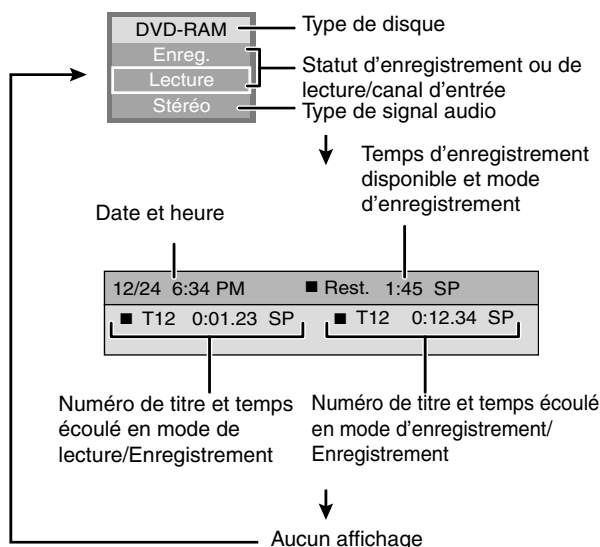 DVD-RAM
Type de disque
Enreg.
Lecture
Statut d'enregistrement ou de
lecture/canal d'entrée
Stéréo
Type de signal audio
Temps d'enregistrement
disponible et mode
d'enregistrement
Date et heure
12/24 6:34 PM ■ Rest. 1:45 SP
■ T12 0:01.23 SP ■ T12 0:12.34 SP
Numéro de titre et temps
écoulé en mode de
lecture/Enregistrement
Numéro de titre et temps écoulé
en mode d'enregistrement/
Enregistrement
Aucun affichage